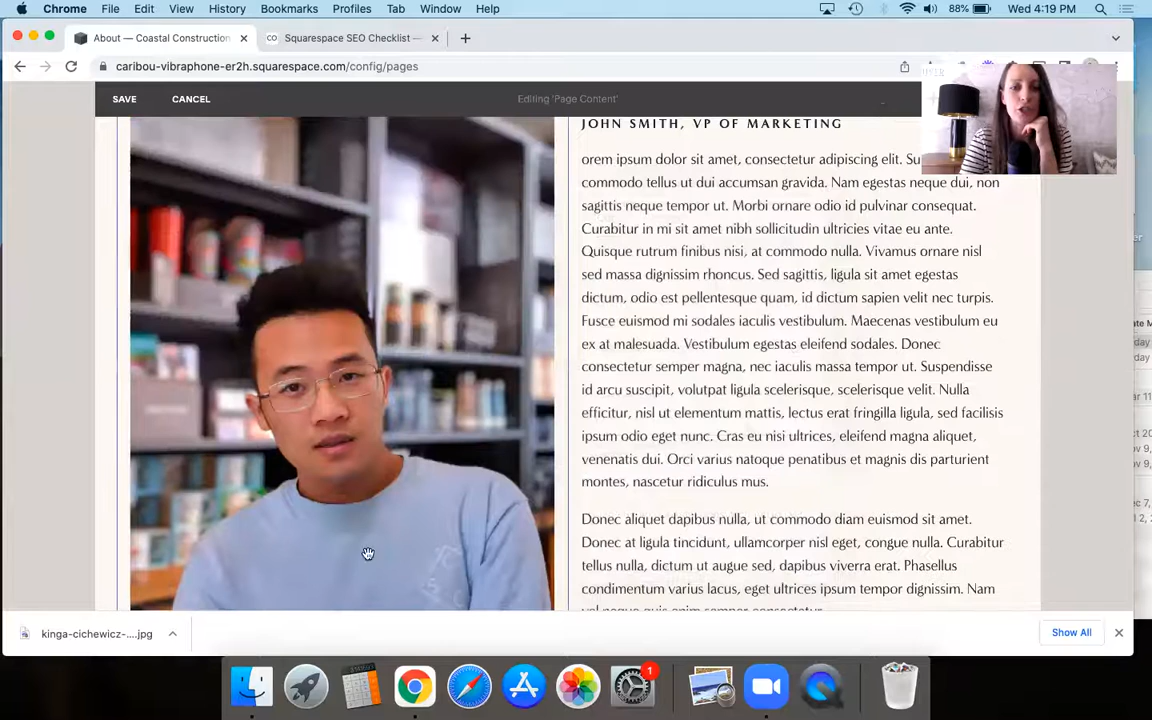 Chrome File Edit View History Bookmarks Profiles Tab Window Help 88% Wed 4:19 PM
About — Coastal Construction CO Squarespace SEO Checklist —
caribou-vibraphone-er2h.squarespace.com/config/pages
SAVE CANCEL Editing 'Page Content'
JOHN SMITH, VP OF MARKETING
orem ipsum dolor sit amet, consectetur adipiscing elit. Su
commodo tellus ut dui accumsan gravida. Nam egestas neque dui, non
sagittis neque tempor ut. Morbi ornare odio id pulvinar consequat.
Curabitur in mi sit amet nibh sollicitudin ultricies vitae eu ante.
Quisque rutrum finibus nisi, at commodo nulla. Vivamus ornare nisl
sed massa dignissim rhoncus. Sed sagittis, ligula sit amet egestas
dictum, odio est pellentesque quam, id dictum sapien velit nec turpis.
Fusce euismod mi sodales iaculis vestibulum. Maecenas vestibulum eu
ex at malesuada. Vestibulum egestas eleifend sodales. Donec
consectetur semper magna, nec iaculis massa tempor ut. Suspendisse
id arcu suscipit, volutpat ligula scelerisque, scelerisque velit. Nulla
efficitur, nisl ut elementum mattis, lectus erat fringilla ligula, sed facilisis
ipsum odio eget nunc. Cras eu nisi ultrices, eleifend magna aliquet,
venenatis dui. Orci varius natoque penatibus et magnis dis parturient
montes, nascetur ridiculus mus.
Donec aliquet dapibus nulla, ut commodo diam euismod sit amet.
Donec at ligula tincidunt, ullamcorper nisl eget, congue nulla. Curabitur
tellus nulla, dictum ut augue sed, dapibus viverra erat. Phasellus
condimentum varius lacus, eget ultrices ipsum tempor dignissim. Nam
kinga-cichewicz-....jpg Show All
1